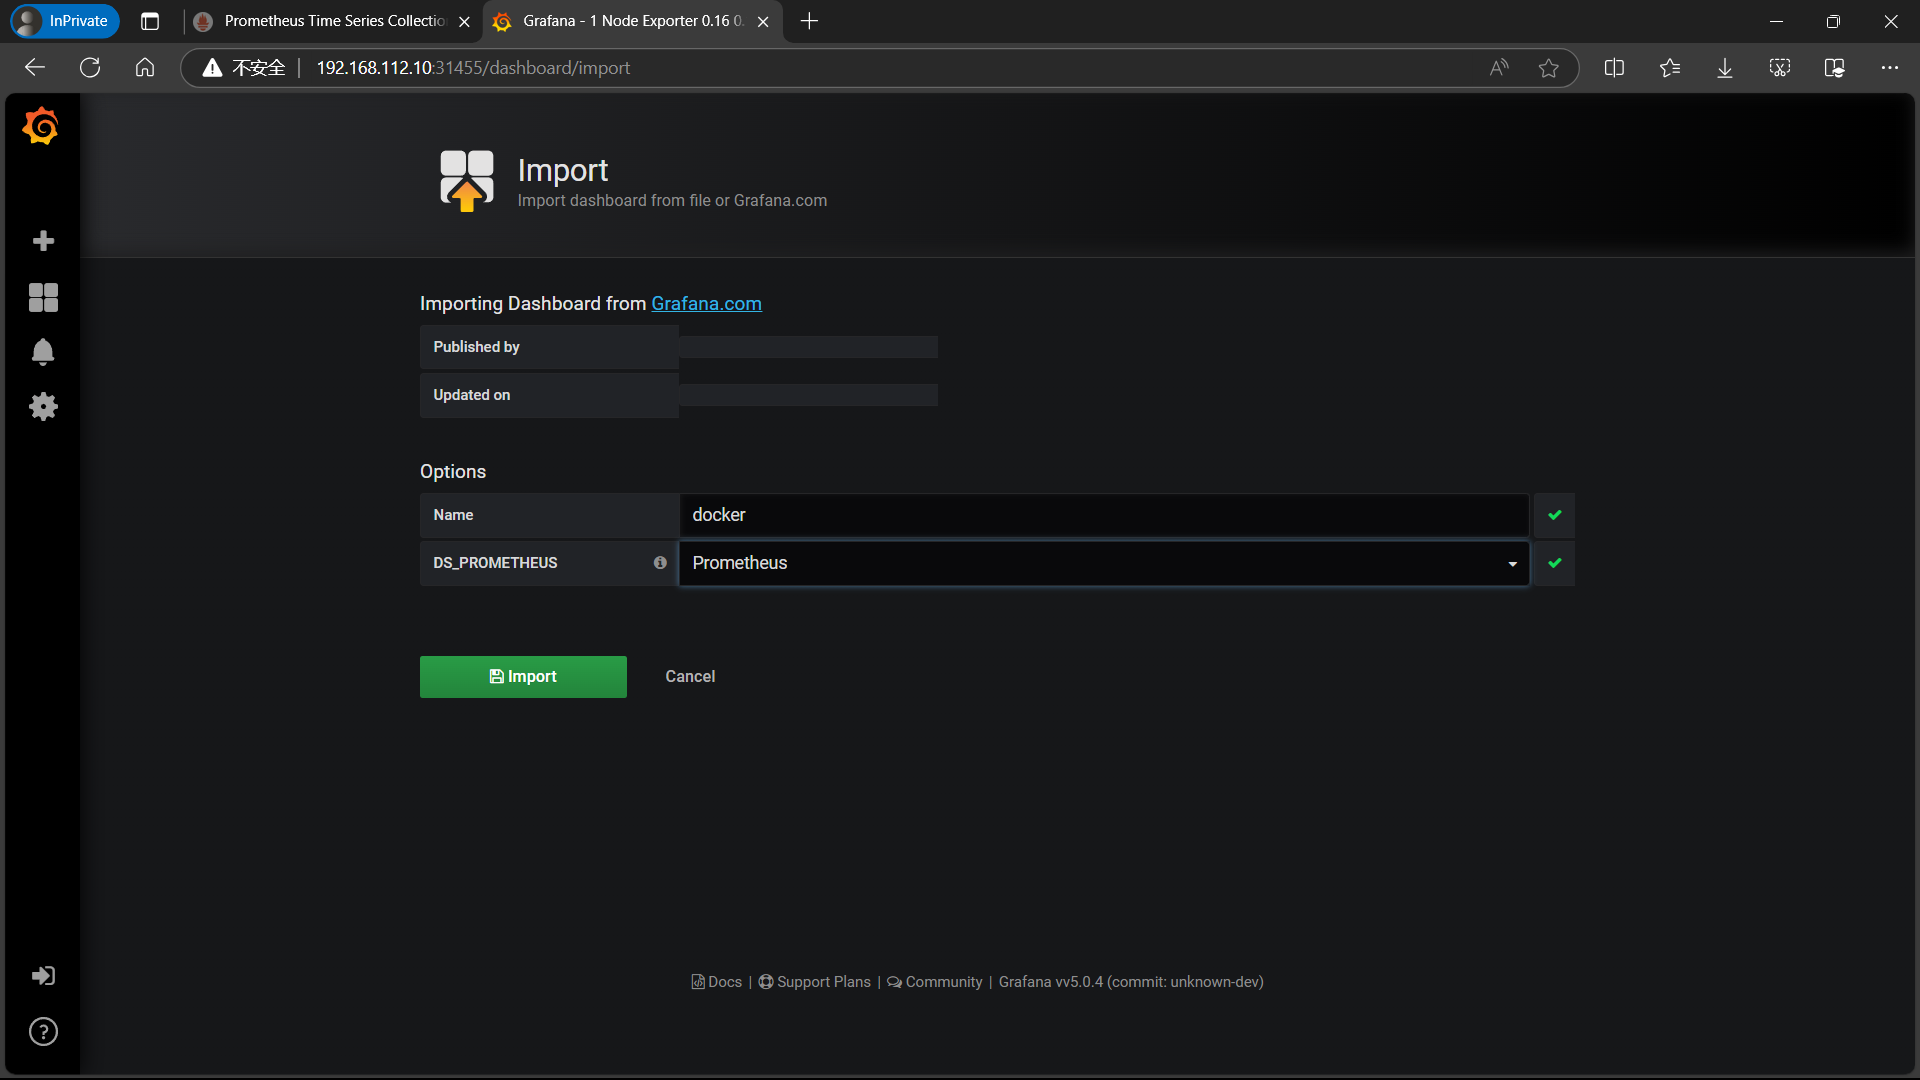 InPrivate
Prometheus Time Series Collectio
Grafana - 1 Node Exporter 0.16 0.
不安全
192.168.112.10:31455/dashboard/import
Import
Import dashboard from file or Grafana.com
Importing Dashboard from Grafana.com
Published by
Updated on
Options
Name docker
DS_PROMETHEUS Prometheus
Import Cancel
Docs | Support Plans | Community | Grafana vv5.0.4 (commit: unknown-dev)